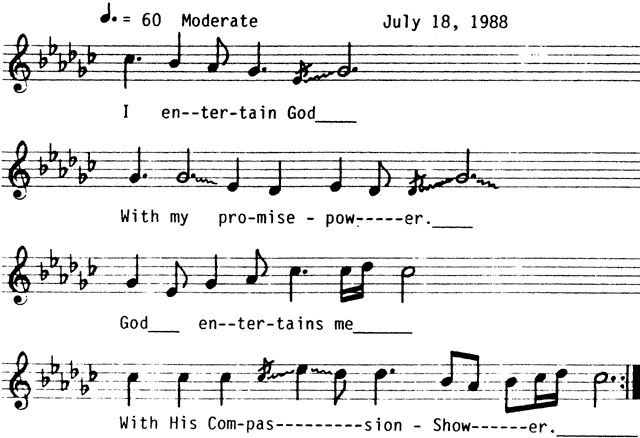 ♩. = 60 Moderate July 18, 1988
I en--ter-tain God____
With my pro-mise - pow-----er.____
God___ en--ter-tains me______
With His Com-pas---------sion - Show------er.________